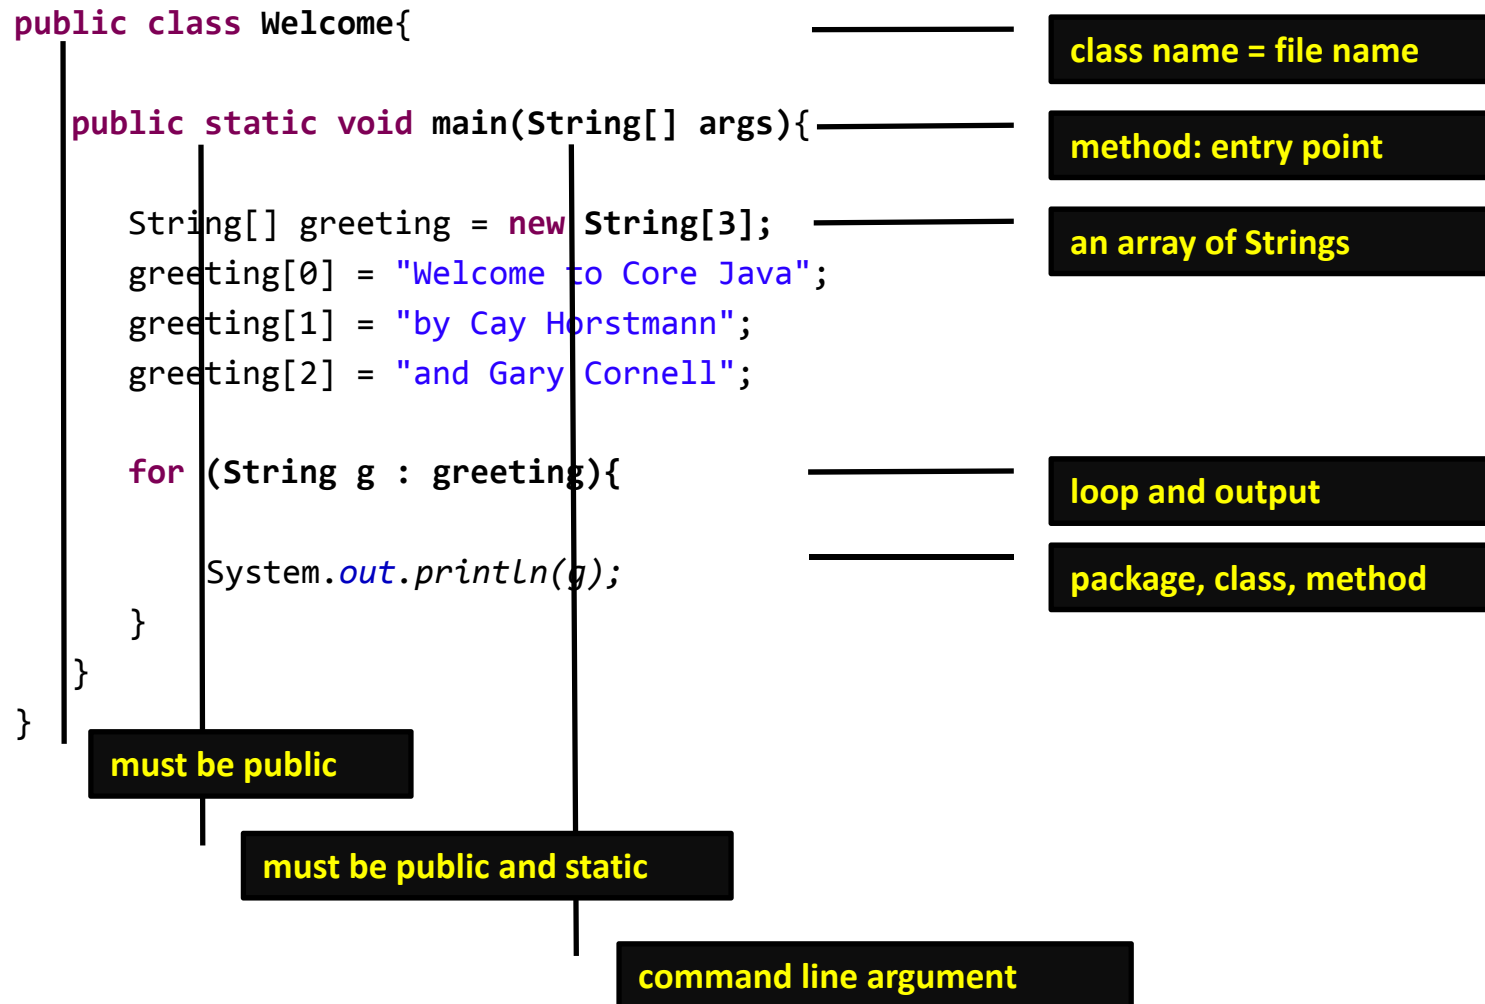 public class Welcome{
class name = file name
public static void main(String[] args){
method: entry point
String[] greeting = new String[3];
an array of Strings
greeting[0] = "Welcome to Core Java";
greeting[1] = "by Cay Horstmann";
greeting[2] = "and Gary Cornell";
for (String g : greeting){
loop and output
System.out.println(g);
package, class, method
}
}
}
must be public
must be public and static
command line argument